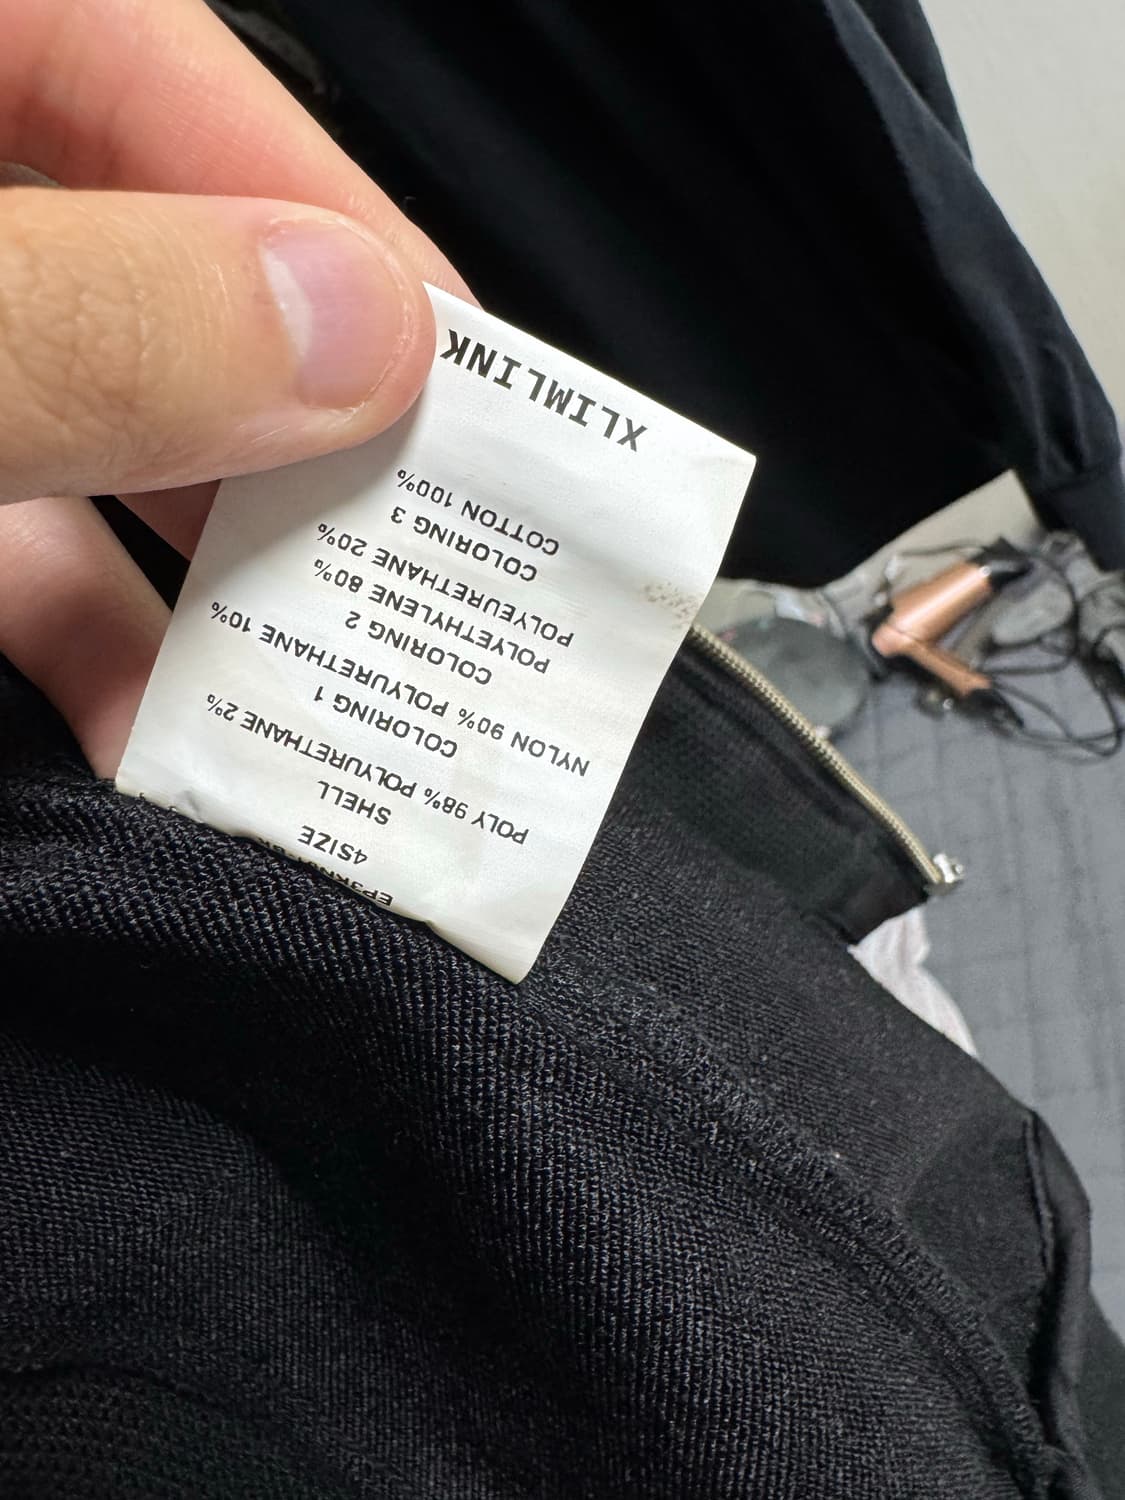 4SIZE
SHELL
POLY 98% POLYURETHANE 2%
COLORING 1
NYLON 90% POLYURETHANE 10%
COLORING 2
POLYETHYLENE 80%
POLYEURETHANE 20%
COLORING 3
COTTON 100%
XLIMLINK